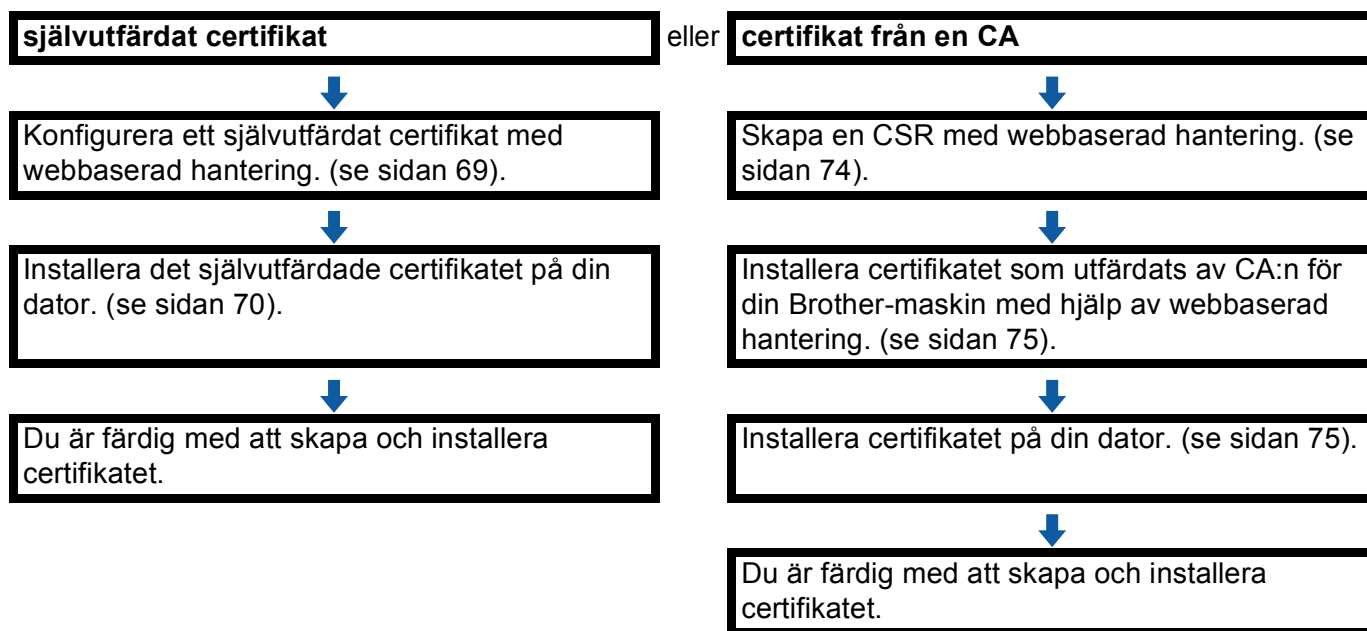 självutfärdat certifikat
eller
certifikat från en CA
Konfigurera ett självutfärdat certifikat med
webbaserad hantering. (se sidan 69).
Installera det självutfärdade certifikatet på din
dator. (se sidan 70).
Du är färdig med att skapa och installera
certifikatet.
Skapa en CSR med webbaserad hantering. (se
sidan 74).
Installera certifikatet som utfärdats av CA:n för
din Brother-maskin med hjälp av webbaserad
hantering. (se sidan 75).
Installera certifikatet på din dator. (se sidan 75).
Du är färdig med att skapa och installera
certifikatet.